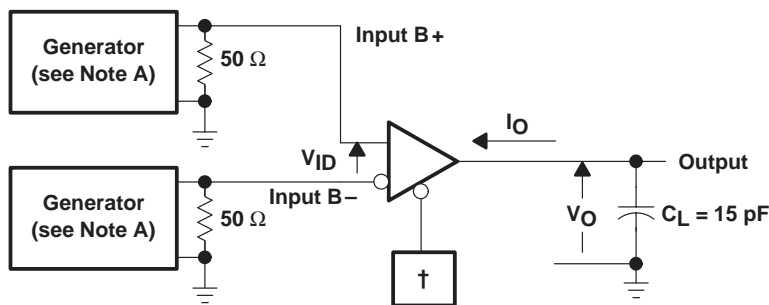 Generator
(see Note A)
50 Ω
Input B+
IO
VID
Output
Generator
(see Note A)
50 Ω
Input B−
VO
CL = 15 pF
†